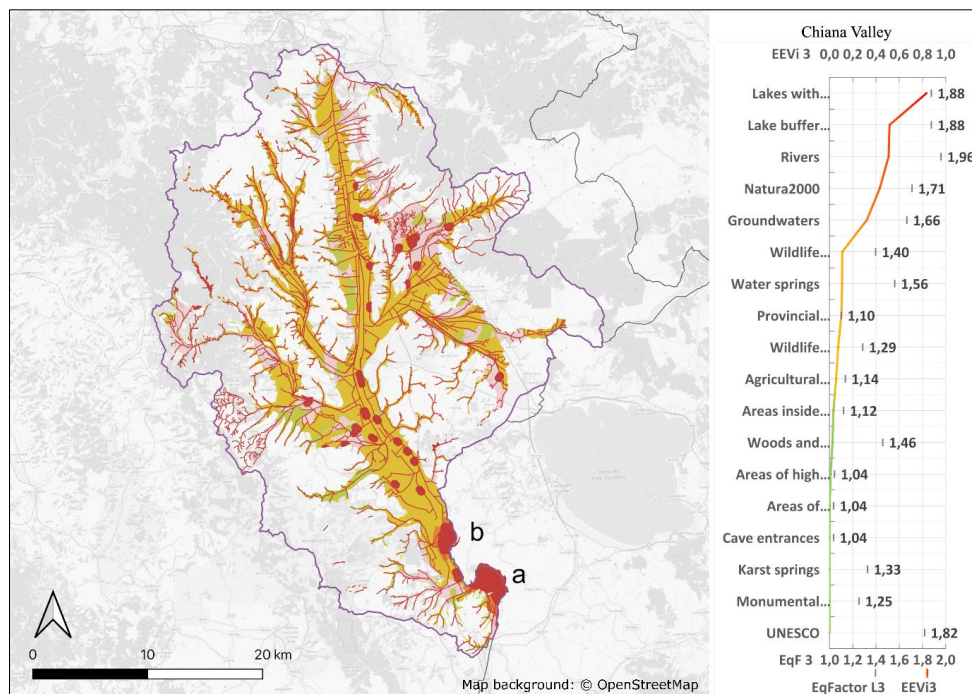 Chiana Valley
EEVi 3 0,0 0,2 0,4 0,6 0,8 1,0
Lakes with... 1,88
Lake buffer... 1,88
Rivers 1,96
Natura2000 1,71
Groundwaters 1,66
Wildlife... 1,40
Water springs 1,56
Provincial... 1,10
Wildlife... 1,29
Agricultural... 1,14
Areas inside... 1,12
Woods and... 1,46
Areas of high... 1,04
Areas of... 1,04
Cave entrances 1,04
Karst springs 1,33
Monumental... 1,25
UNESCO 1,82
EqF 3 1,0 1,2 1,4 1,6 1,8 2,0
EqFactor L3 EEVi3
b
a
0 10 20 km
Map background: © OpenStreetMap